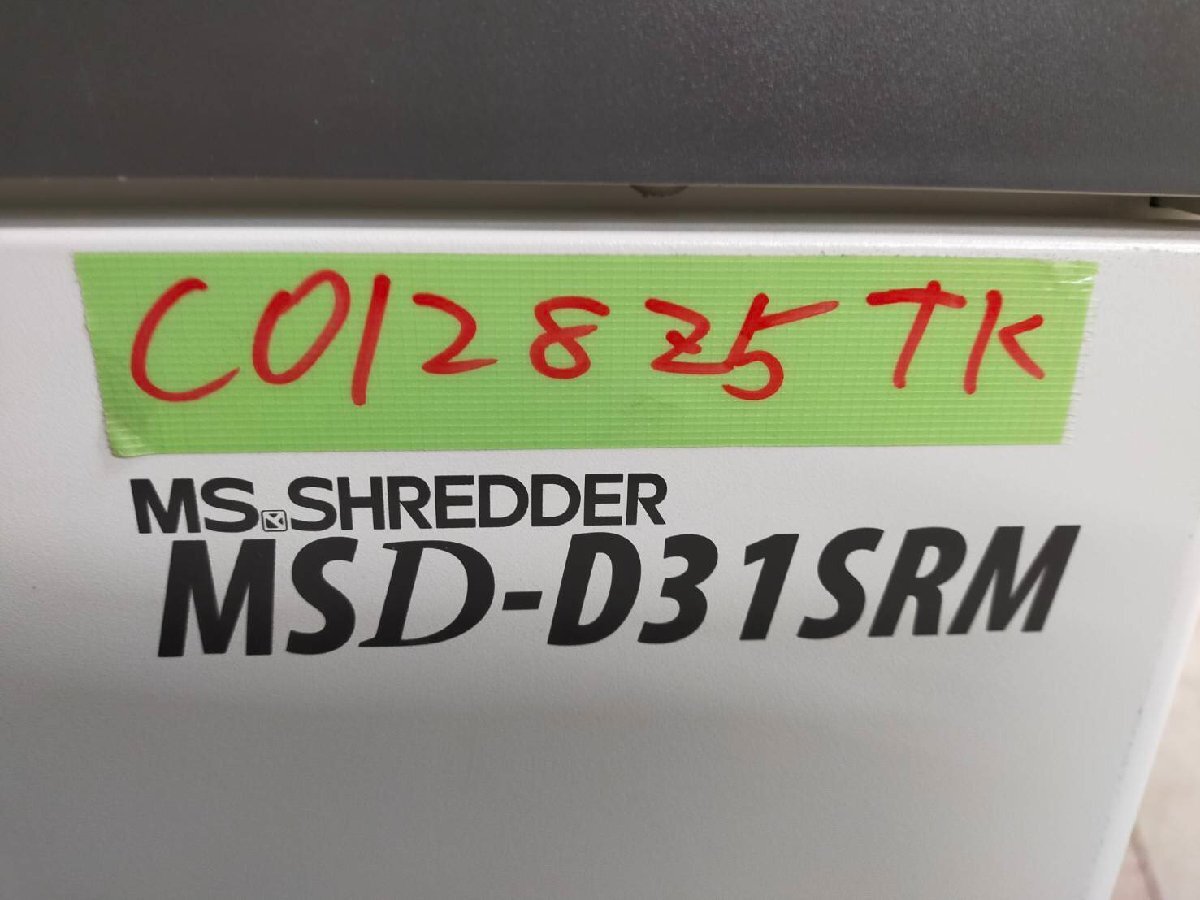 C012825TK
MS SHREDDER
MSD-D31SRM